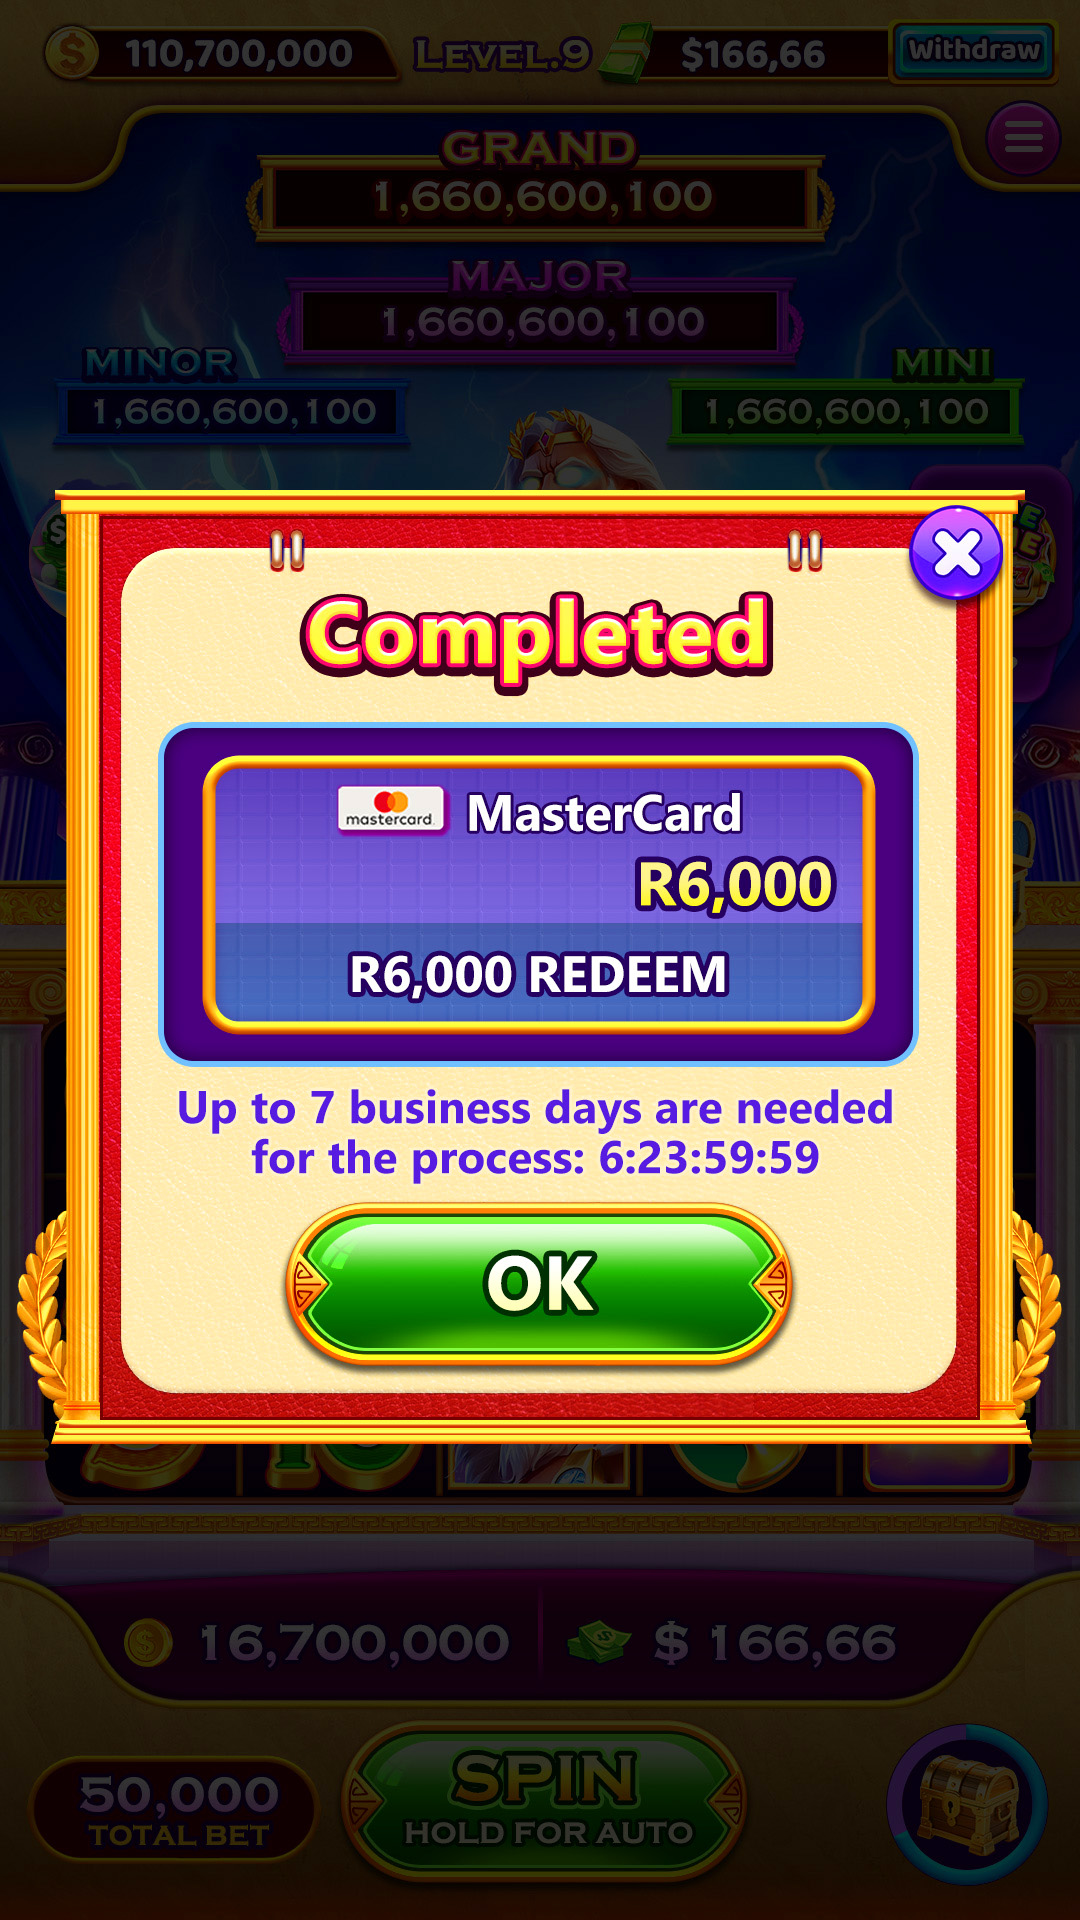 110,700,000 LEVEL.9 $166,66 Withdraw
GRAND
1,660,600,100
MAJOR
1,660,600,100
MINOR
1,660,600,100
MINI
1,660,600,100
Completed
mastercard MasterCard
R6,000
R6,000 REDEEM
Up to 7 business days are needed
for the process: 6:23:59:59
OK
16,700,000 $ 166,66
50,000
TOTAL BET
SPIN
HOLD FOR AUTO